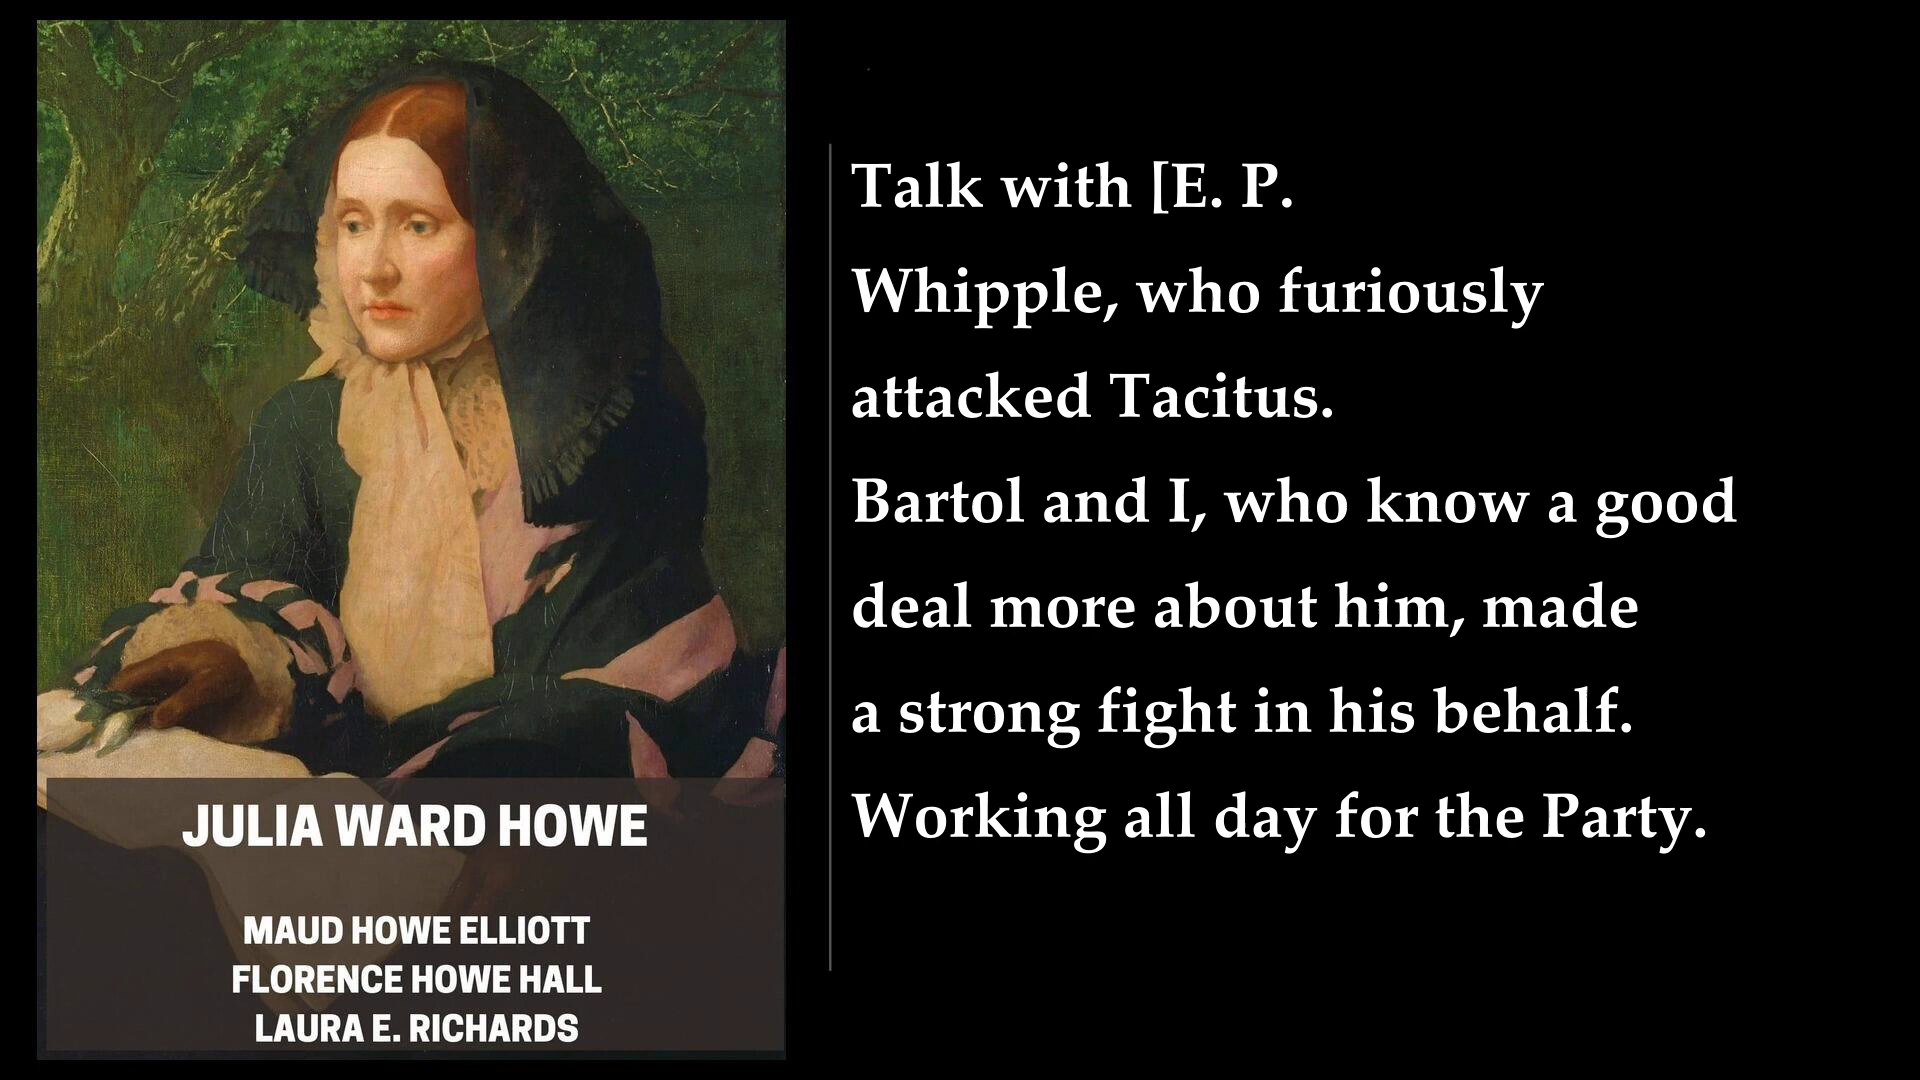 JULIA WARD HOWE
MAUD HOWE ELLIOTT
FLORENCE HOWE HALL
LAURA E. RICHARDS
Talk with [E. P.
Whipple, who furiously
attacked Tacitus.
Bartol and I, who know a good
deal more about him, made
a strong fight in his behalf.
Working all day for the Party.